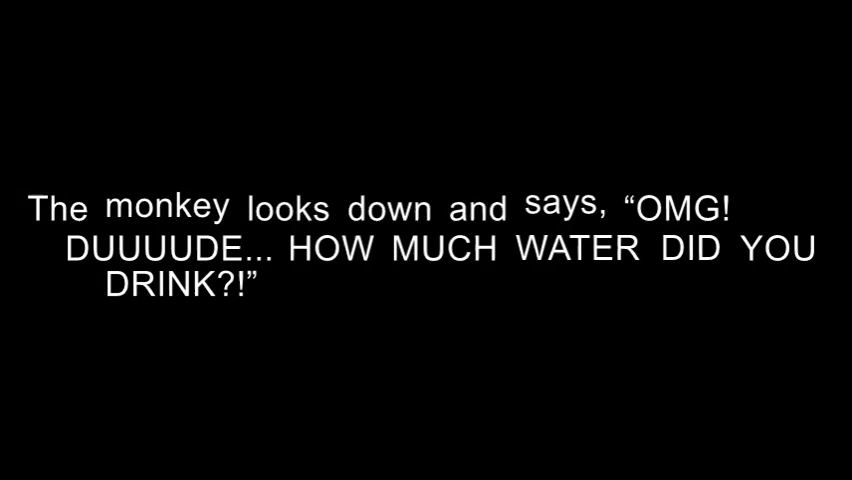 The monkey looks down and says, “OMG!
DUUUUDE... HOW MUCH WATER DID YOU
DRINK?!”